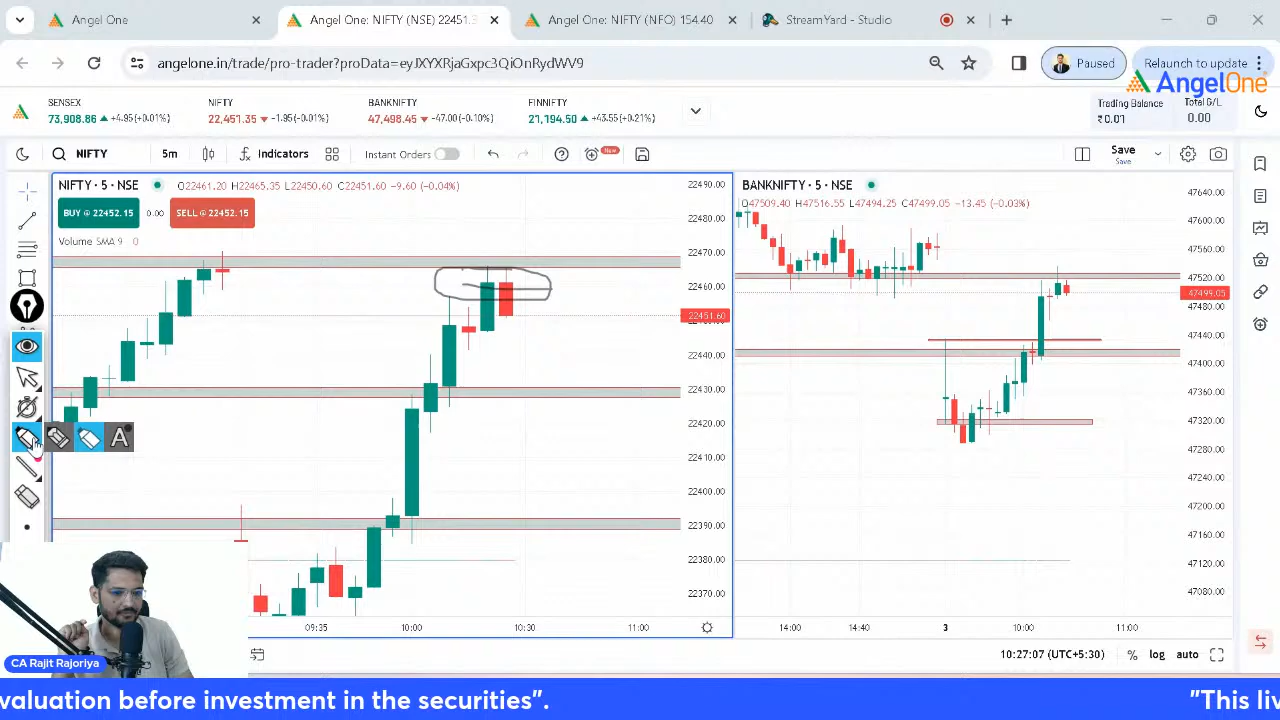 Angel One
Angel One: NIFTY (NSE) 22451.3
Angel One: NIFTY (NFO) 154.40
StreamYard - Studio
angelone.in/trade/pro-trader?proData=eyJXYXRjaGxpc3QiOnRydWV9
Paused
Relaunch to update
AngelOne
SENSEX
73,908.86 +4.95(+0.01%)
NIFTY
22,451.35 -1.95(-0.01%)
BANKNIFTY
47,498.45 -47.00(-0.10%)
FINNIFTY
21,194.50 +43.55(+0.21%)
Trading Balance
₹0.01
Total G/L
0.00
NIFTY
5m
Indicators
Instant Orders
New
Save
Save
NIFTY · 5 · NSE
O22461.20 H22465.35 L22450.60 C22451.60 -9.60 (-0.04%)
BUY @ 22452.15
0.00
SELL @ 22452.15
Volume SMA 9 0
22490.00
22480.00
22470.00
22460.00
22451.60
22440.00
22430.00
22420.00
22410.00
22400.00
22390.00
22380.00
22370.00
09:35
10:00
10:30
11:00
BANKNIFTY · 5 · NSE
O47509.40 H47516.55 L47494.25 C47499.05 -13.45 (-0.03%)
47640.00
47600.00
47560.00
47520.00
47499.05
47480.00
47440.00
47400.00
47360.00
47320.00
47280.00
47240.00
47200.00
47160.00
47120.00
47080.00
14:00
14:40
3
10:00
11:00
A
10:27:07 (UTC+5:30)
%
log
auto
CA Rajit Rajoriya
valuation before investment in the securities".
"This liv